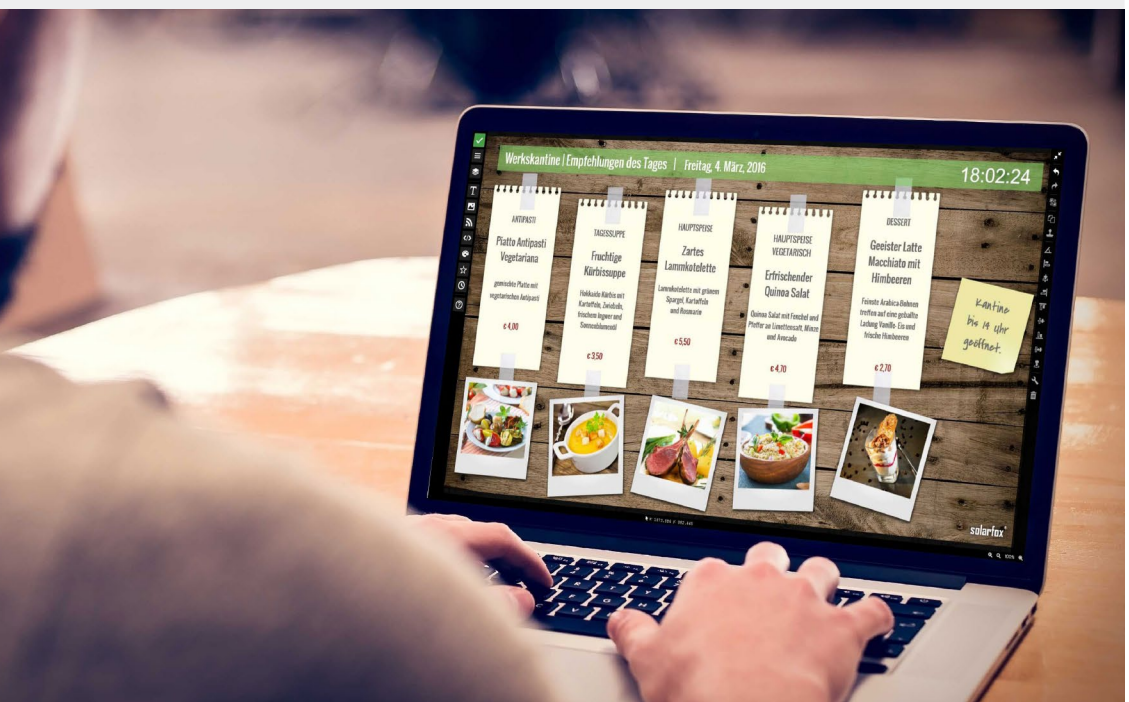 Werkskantine | Empfehlungen des Tages | Freitag, 4. März, 2016
18:02:24
ANTIPASTI
Piatto Antipasti
Vegetariana
gemischte Platte mit
vegetarischen Antipasti
€ 4,00
TAGESSUPPE
Fruchtige
Kürbissuppe
Hokkaido Kürbis mit
Kartoffeln, Zwiebeln,
frischem Ingwer und
Sonnenblumenöl
€ 3,50
HAUPTSPEISE
Zartes
Lammkotelette
Lammkotelette mit grünem
Spargel, Kartoffeln
und Rosmarin
€ 5,50
HAUPTSPEISE
VEGETARISCH
Erfrischender
Quinoa Salat
Quinoa Salat mit Fenchel und
Pfeffer an Limettensaft, Minze
und Avocado
€ 4,70
DESSERT
Geeister Latte
Macchiato mit
Himbeeren
Feinste Arabica-Bohnen
treffen auf eine geballte
Ladung Vanille-Eis und
frische Himbeeren
€ 2,70
Kantine
bis 14 Uhr
geöffnet.
solarfox
100%